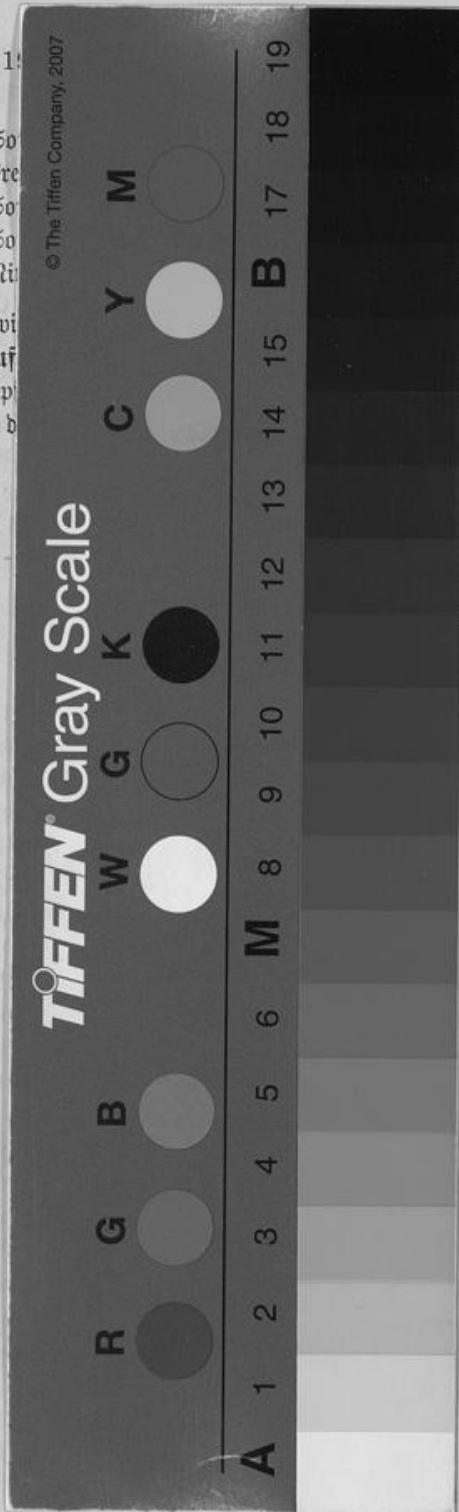 TIFFEN® Gray Scale
© The Tiffen Company, 2007
R G B W G K C Y M
A 1 2 3 4 5 6 M 8 9 10 11 12 13 14 15 B 17 18 19